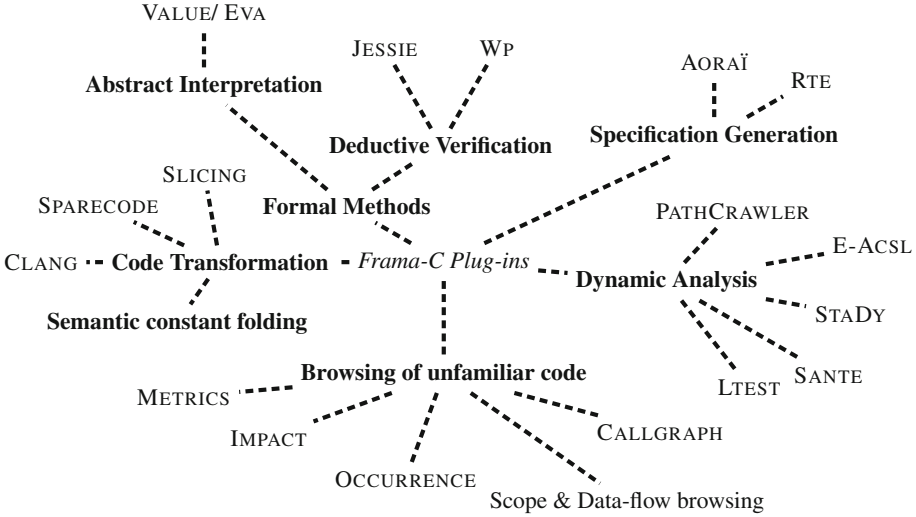 VALUE/ EVA
JESSIE
WP
AORAÏ
RTE
Abstract Interpretation
Deductive Verification
Specification Generation
SLICING
SPARECODE
Formal Methods
PATHCRAWLER
E-ACSL
CLANG
Code Transformation
Frama-C Plug-ins
Dynamic Analysis
Semantic constant folding
STADY
Browsing of unfamiliar code
SANTE
LTEST
METRICS
IMPACT
CALLGRAPH
OCCURRENCE
Scope & Data-flow browsing